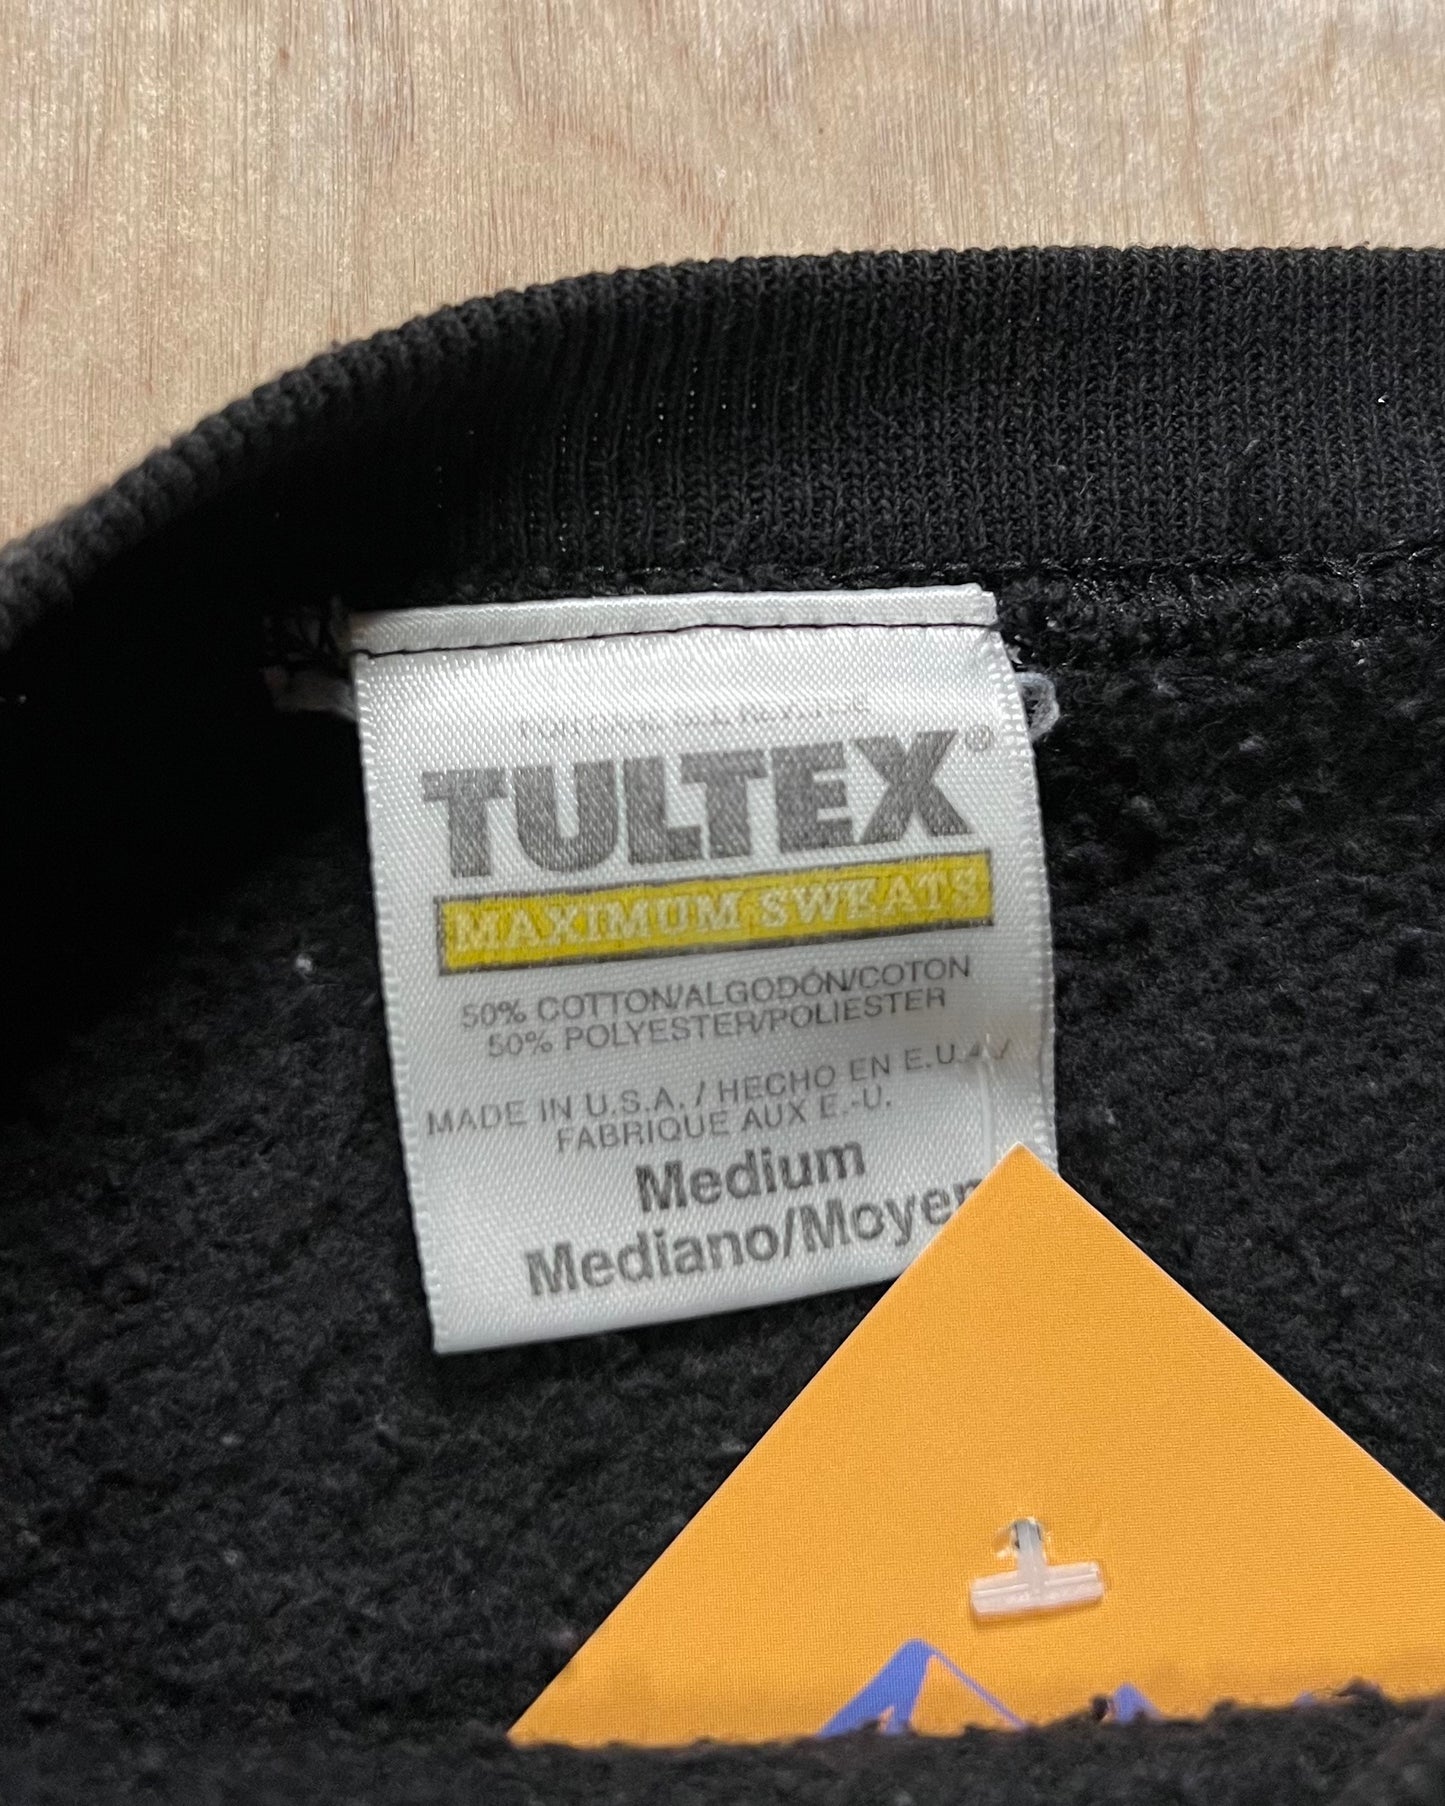 TULTEX®
MAXIMUM SWEATS
50% COTTON/ALGODÓN/COTON
50% POLYESTER/POLIESTER
MADE IN U.S.A. / HECHO EN E.U.A./
FABRIQUE AUX E.-U.
Medium
Mediano/Moyen